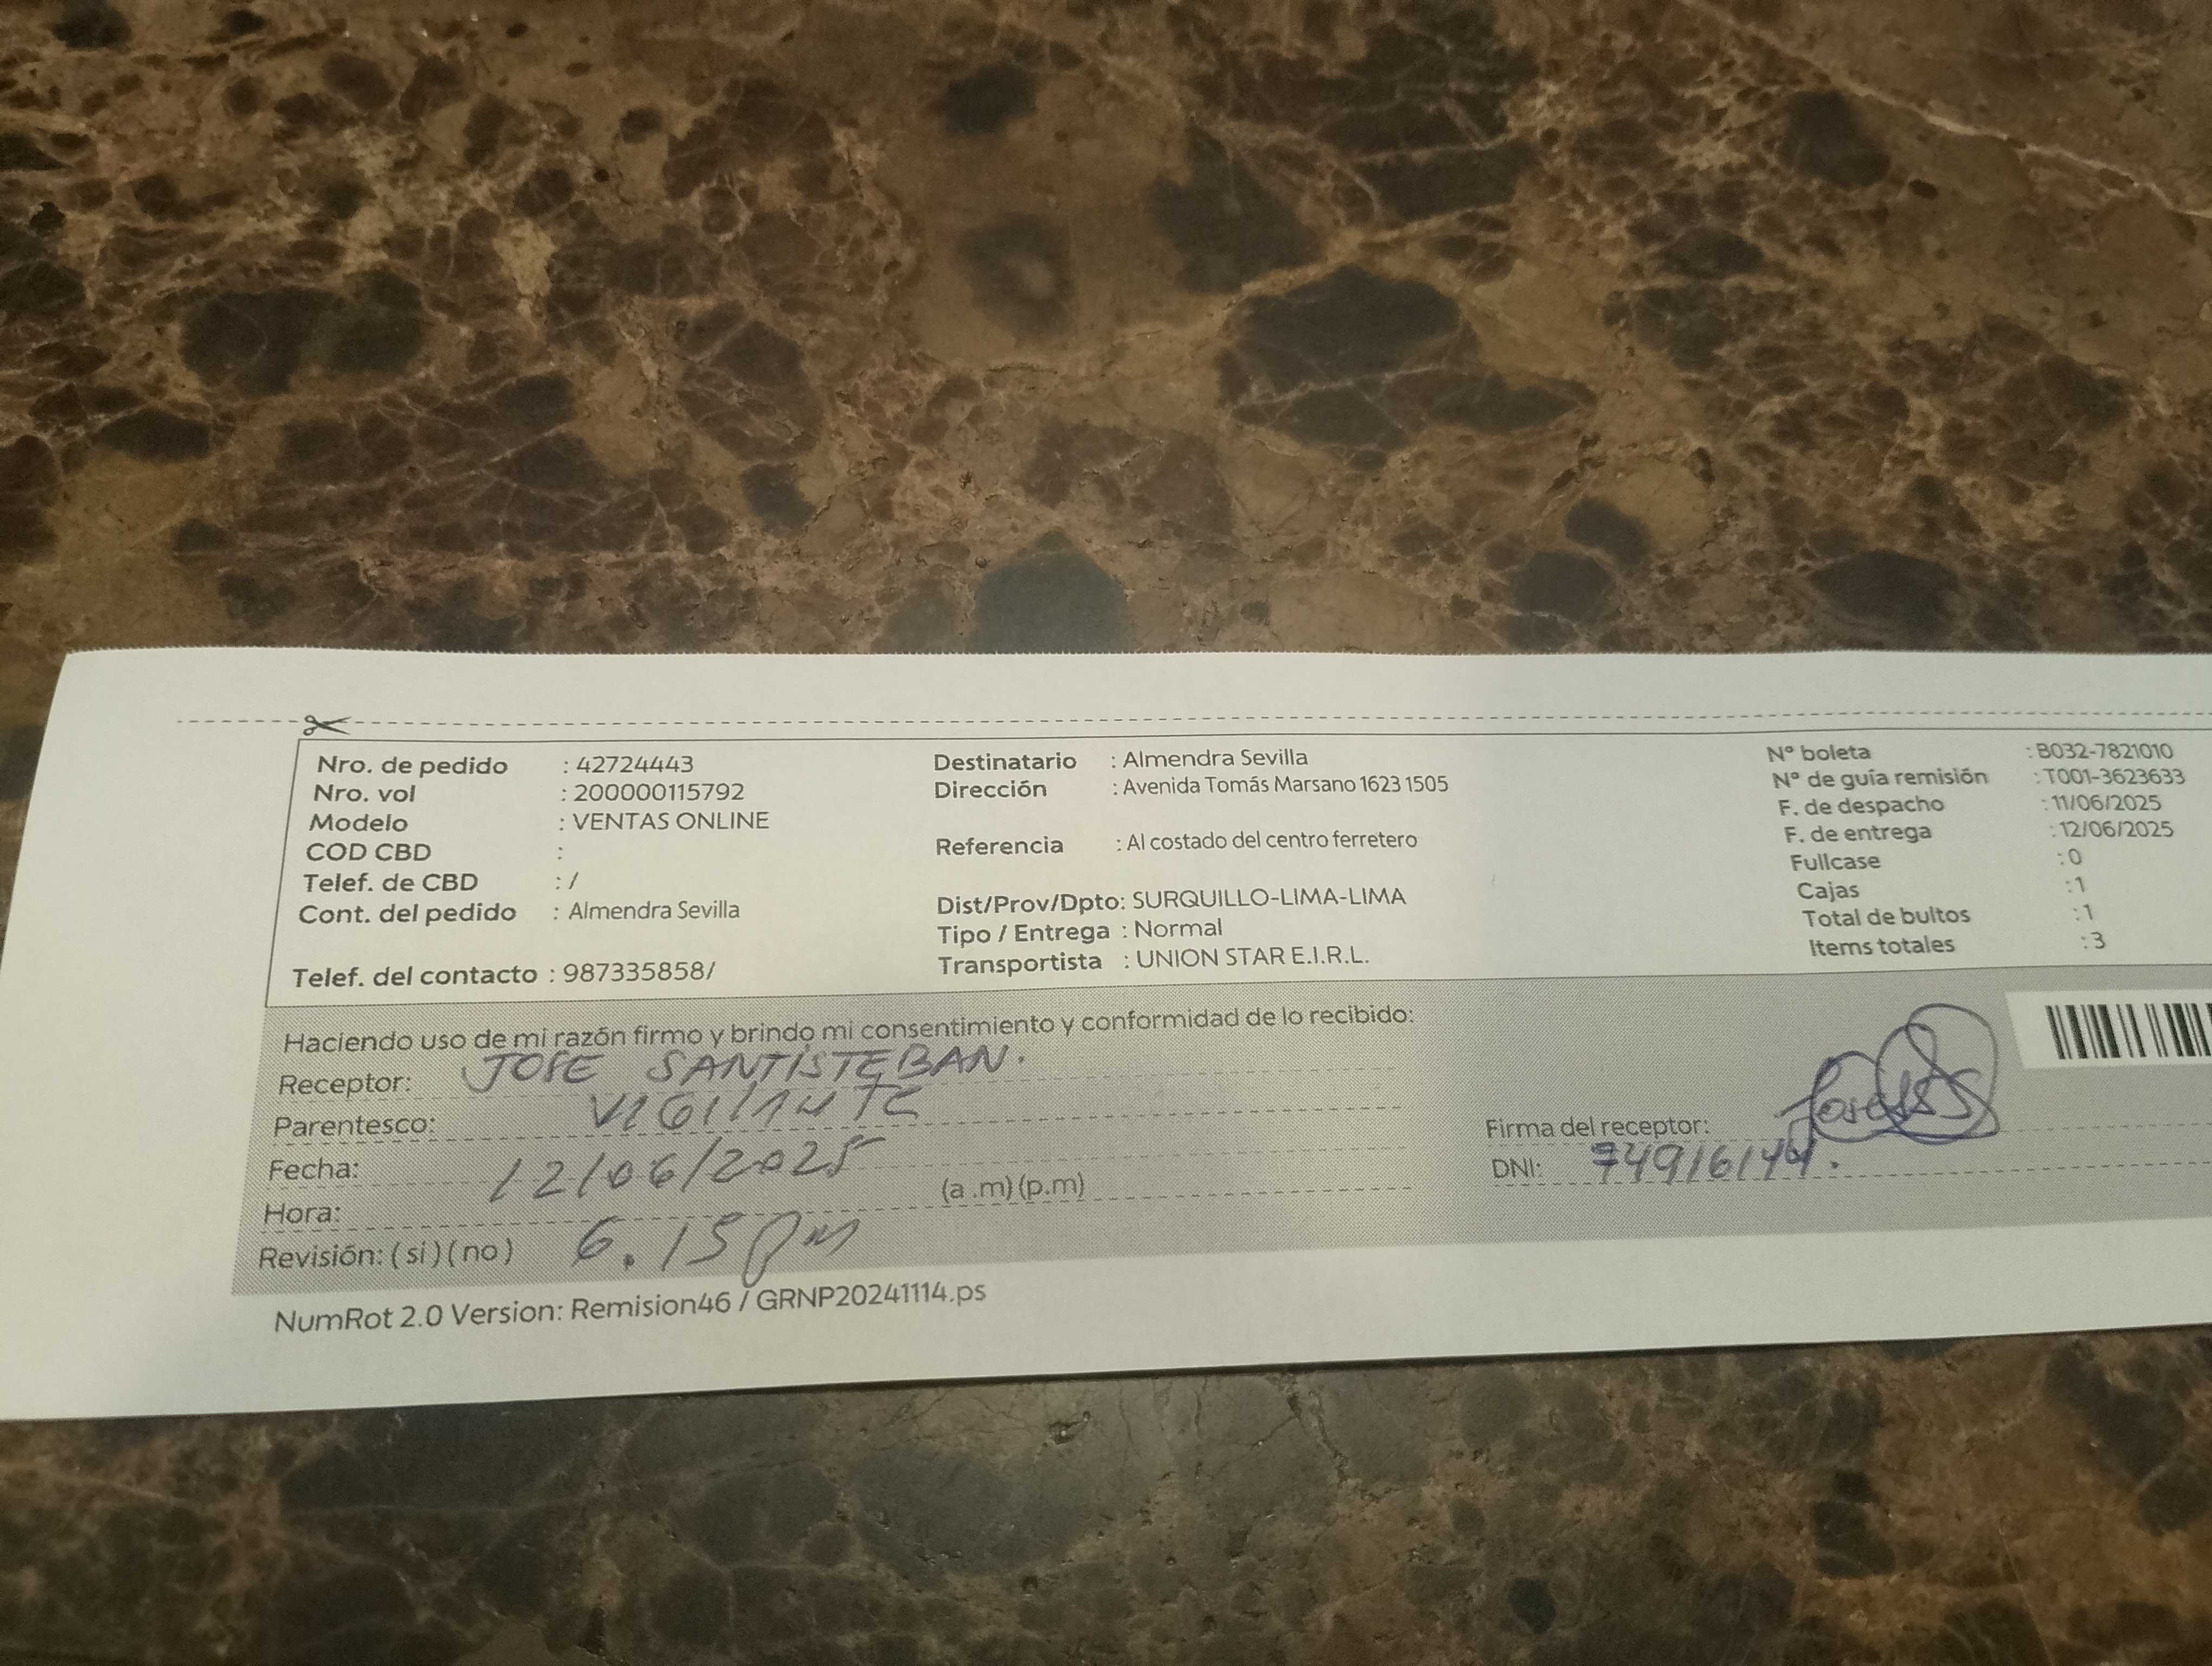 Nro. de pedido : 42724443
Nro. vol : 200000115792
Modelo : VENTAS ONLINE
COD CBD :
Telef. de CBD : /
Cont. del pedido : Almendra Sevilla
Telef. del contacto : 987335858/
Destinatario : Almendra Sevilla
Dirección : Avenida Tomás Marsano 1623 1505
Referencia : Al costado del centro ferretero
Dist/Prov/Dpto: SURQUILLO-LIMA-LIMA
Tipo / Entrega : Normal
Transportista : UNION STAR E.I.R.L.
Nº boleta : B032-7821010
Nº de guía remisión : T001-3623633
F. de despacho : 11/06/2025
F. de entrega : 12/06/2025
Fullcase : 0
Cajas : 1
Total de bultos : 1
Items totales : 3
Haciendo uso de mi razón firmo y brindo mi consentimiento y conformidad de lo recibido:
Receptor: JOSE SANTISTEBAN.
Parentesco: VIGILANTE
Fecha: 12/06/2025
Hora: (a .m) (p.m)
Revisión: ( si ) ( no ) 6.15 pm
Firma del receptor:
DNI:
NumRot 2.0 Version: Remision46 / GRNP20241114.ps